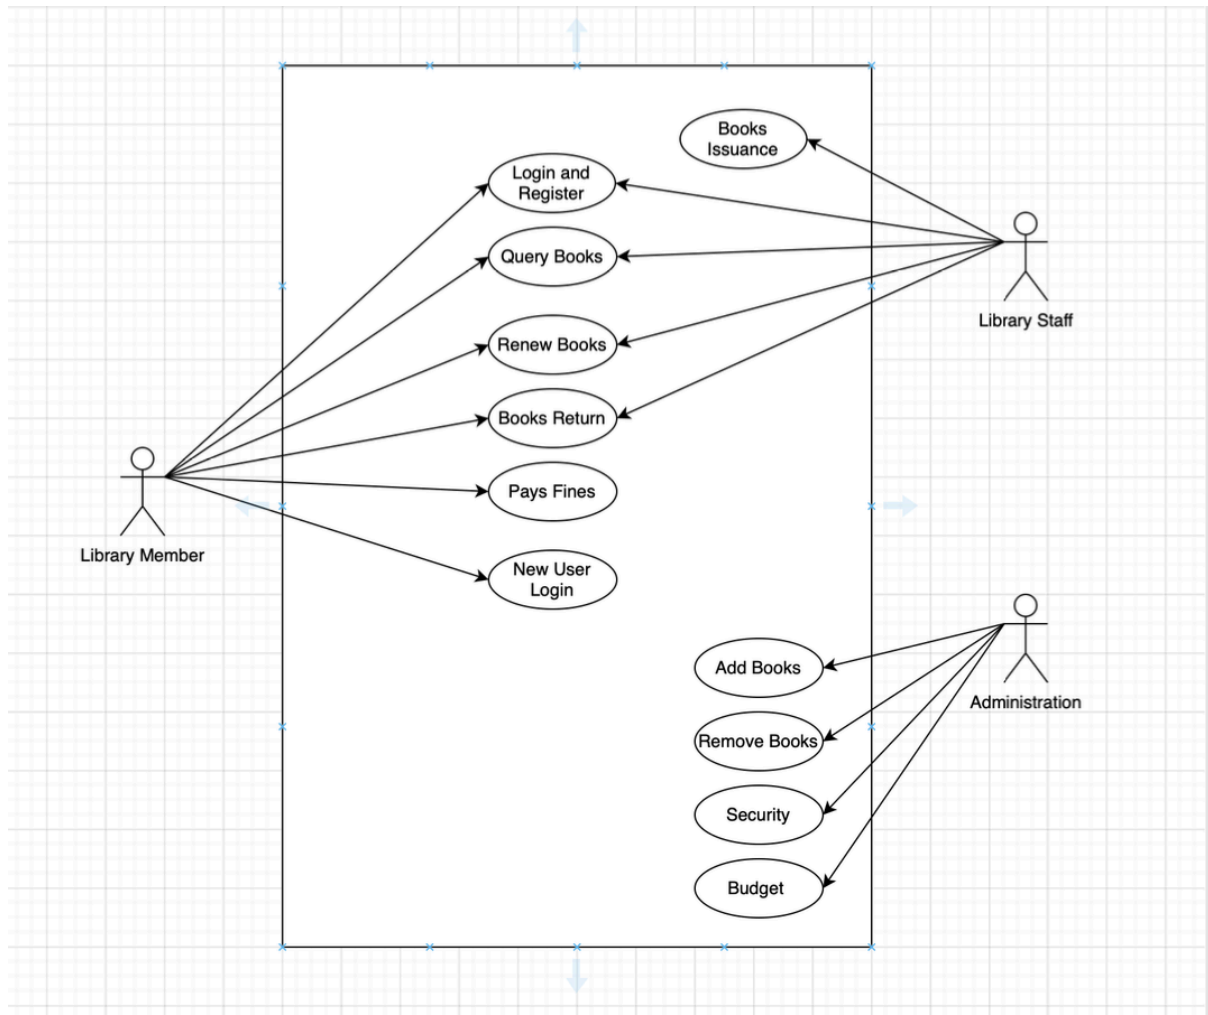 Books
Issuance
Login and
Register
Query Books
Library Staff
Renew Books
Books Return
Pays Fines
Library Member
New User
Login
Add Books
Administration
Remove Books
Security
Budget